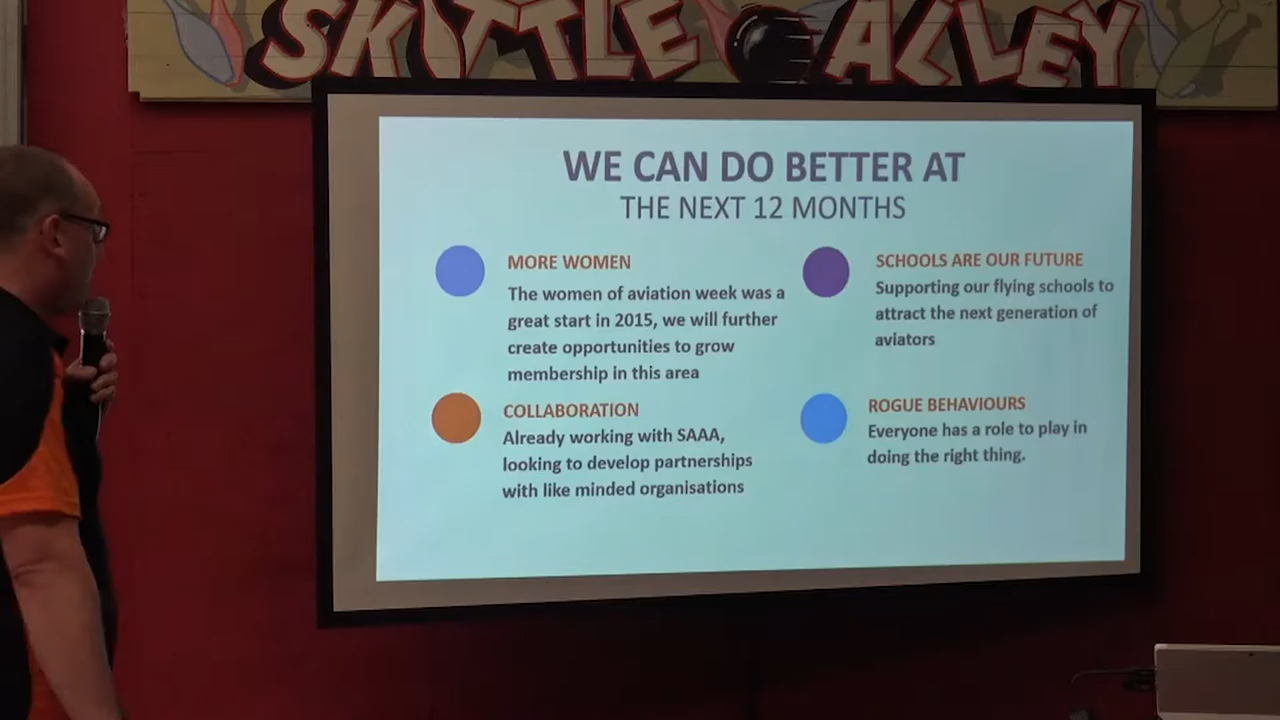 SKITTLE ALLEY
WE CAN DO BETTER AT
THE NEXT 12 MONTHS
MORE WOMEN
The women of aviation week was a
great start in 2015, we will further
create opportunities to grow
membership in this area
SCHOOLS ARE OUR FUTURE
Supporting our flying schools to
attract the next generation of
aviators
COLLABORATION
Already working with SAAA,
looking to develop partnerships
with like minded organisations
ROGUE BEHAVIOURS
Everyone has a role to play in
doing the right thing.